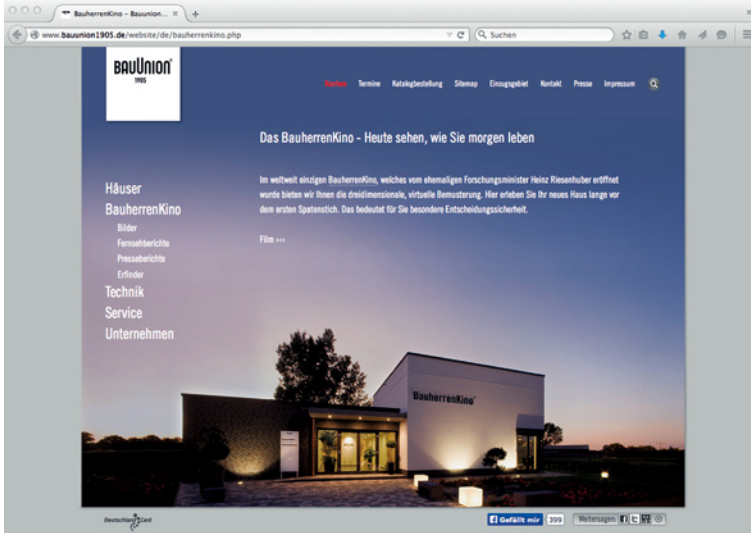 BauherrenKino - Bauunion...
www.bauunion1905.de/website/de/bauherrenkino.php
Suchen
BAUUNION
1905
Termine Katalogbestellung Sitemap Einzugsgebiet Kontakt Presse Impressum
Das BauherrenKino - Heute sehen, wie Sie morgen leben
Im weltweit einzigen BauherrenKino, welches vom ehemaligen Forschungsminister Heinz Riesenhuber eröffnet
wurde bieten wir Ihnen die dreidimensionale, virtuelle Bemusterung. Hier erleben Sie Ihr neues Haus lange vor
dem ersten Spatenstich. Das bedeutet für Sie besondere Entscheidungssicherheit.
Film >>>
Häuser
BauherrenKino
Bilder
Fernsehberichte
Presseberichte
Erfinder
Technik
Service
Unternehmen
BauherrenKino
DeutschlandCard
Gefällt mir 399 Weitersagen: